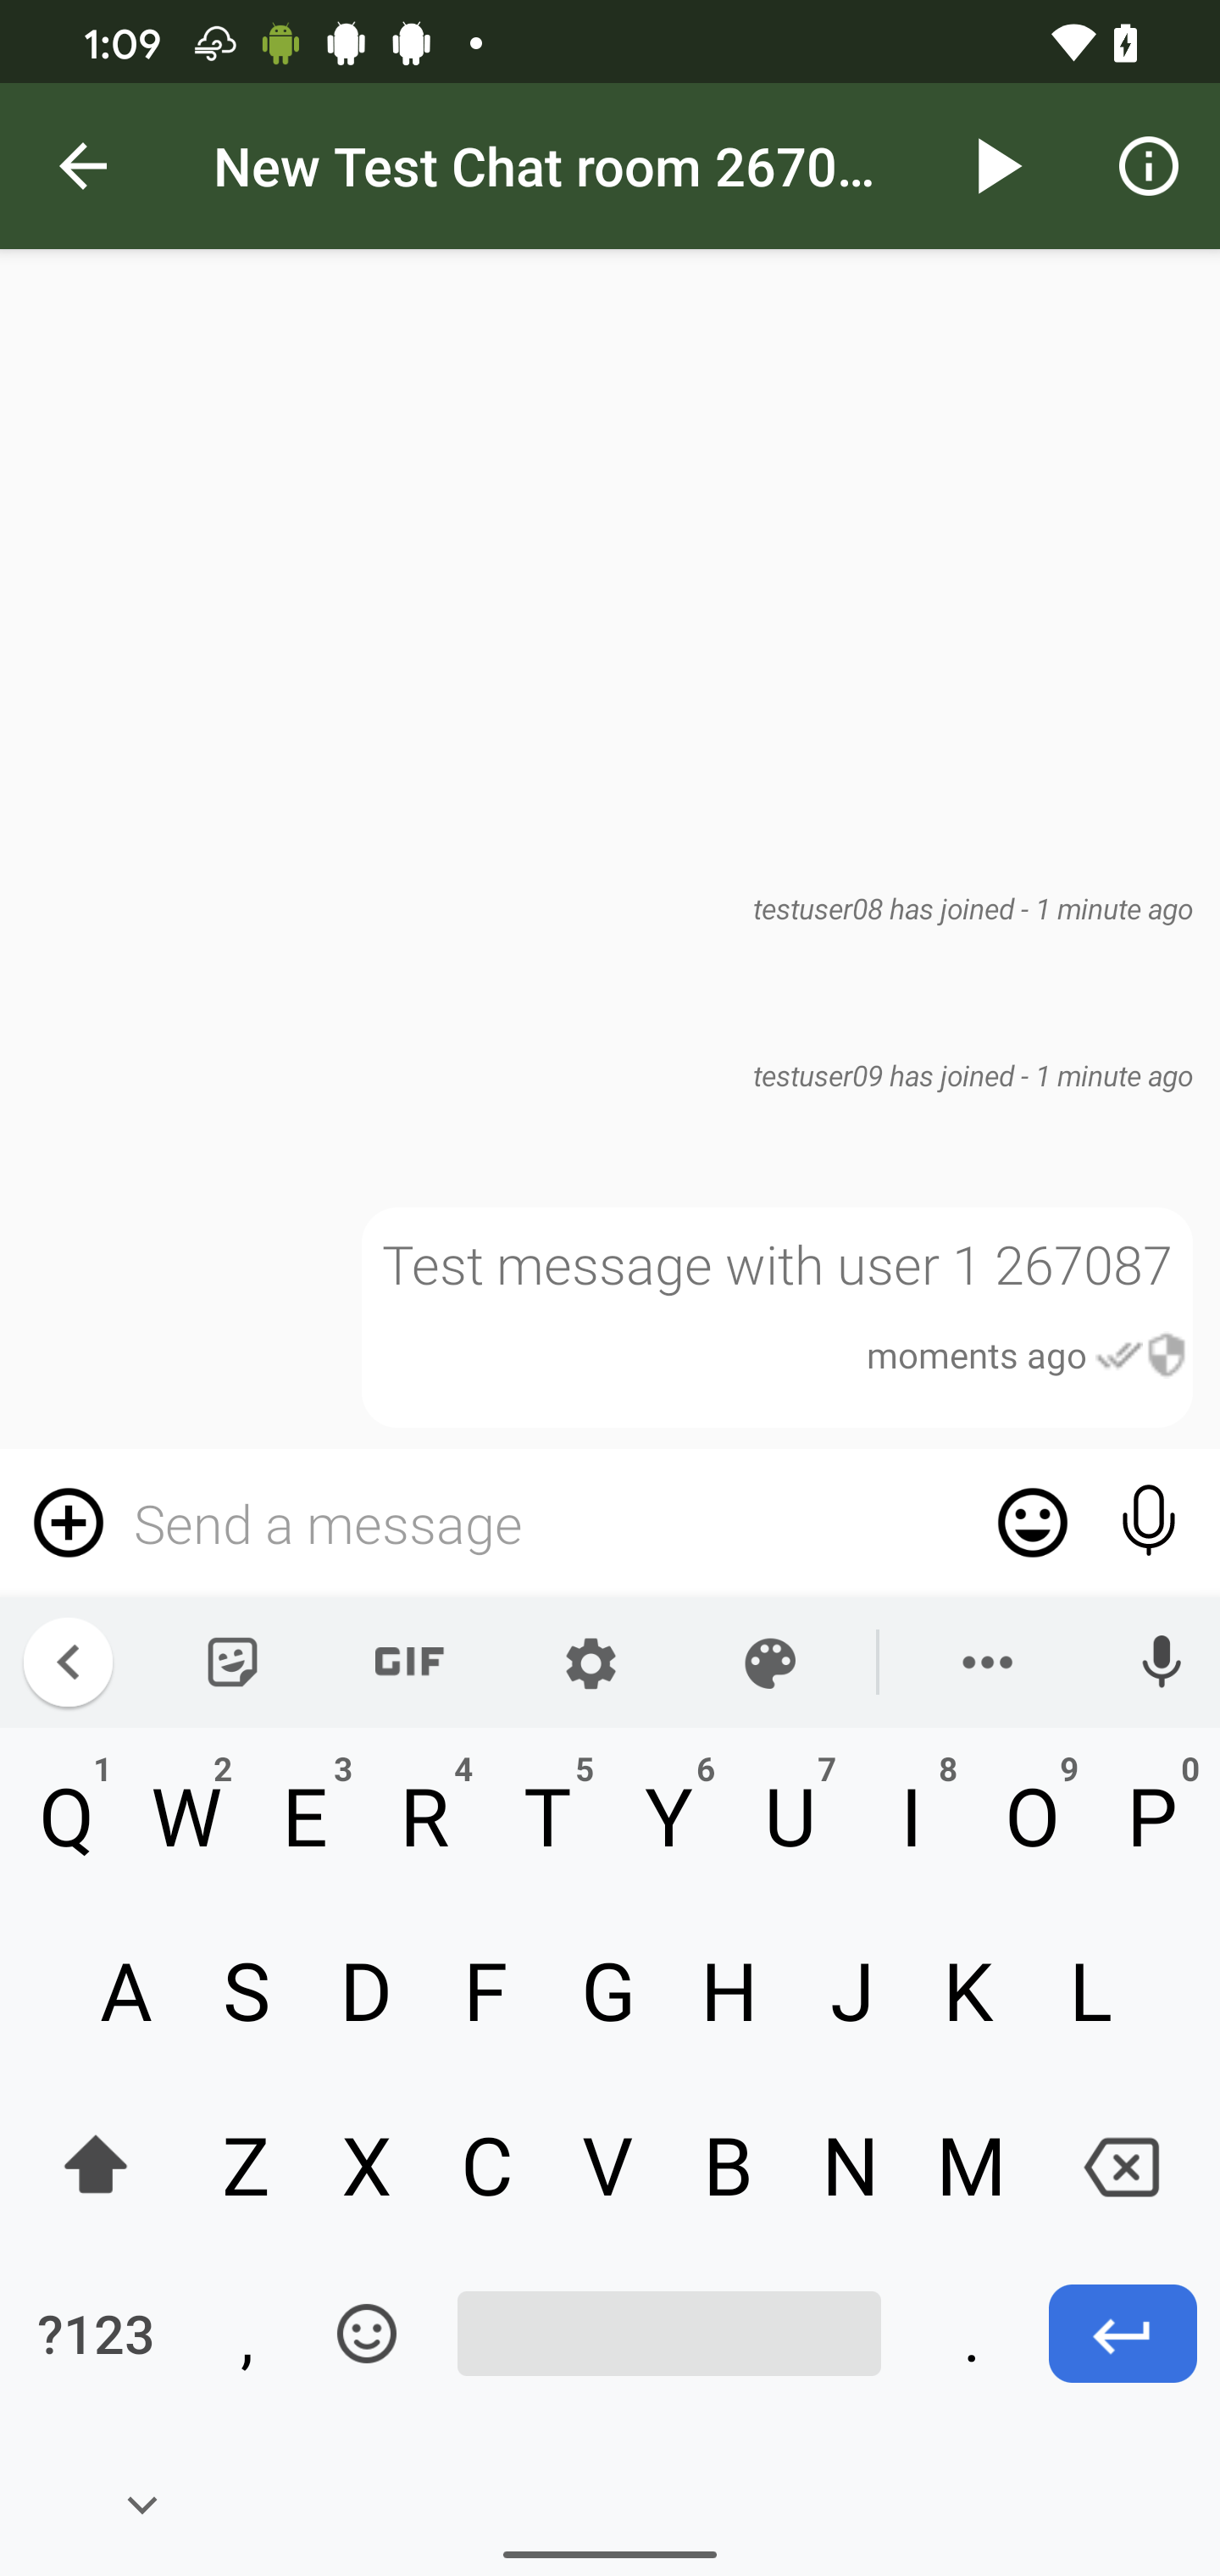 1:09
New Test Chat room 2670...
testuser08 has joined - 1 minute ago
testuser09 has joined - 1 minute ago
Test message with user 1 267087
moments ago
Send a message
GIF
1 2 3 4 5 6 7 8 9 0
Q W E R T Y U I O P
A S D F G H J K L
Z X C V B N M
?123 , .